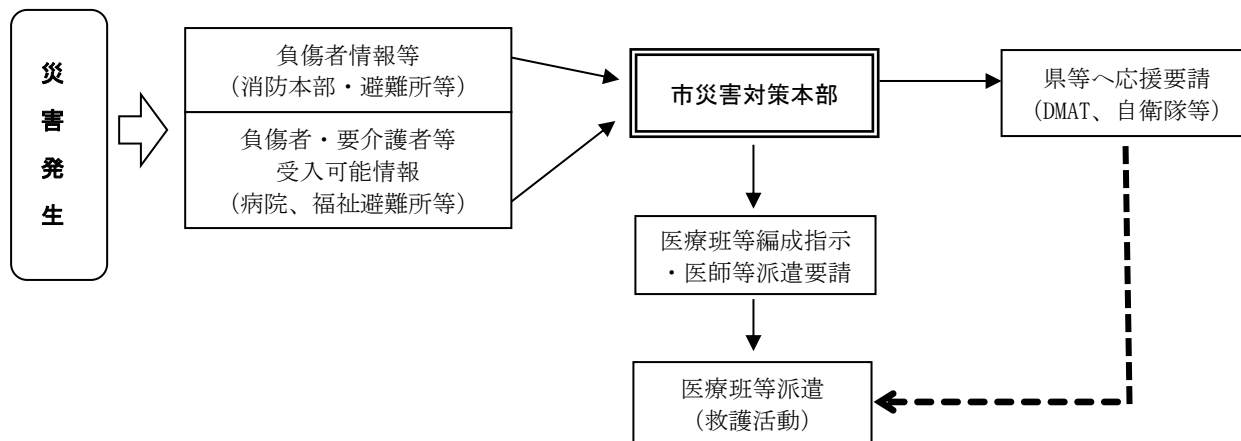 災害発生
負傷者情報等
（消防本部・避難所等）
負傷者・要介護者等
受入可能情報
（病院、福祉避難所等）
市災害対策本部
県等へ応援要請
（DMAT、自衛隊等）
医療班等編成指示
・医師等派遣要請
医療班等派遣
（救護活動）